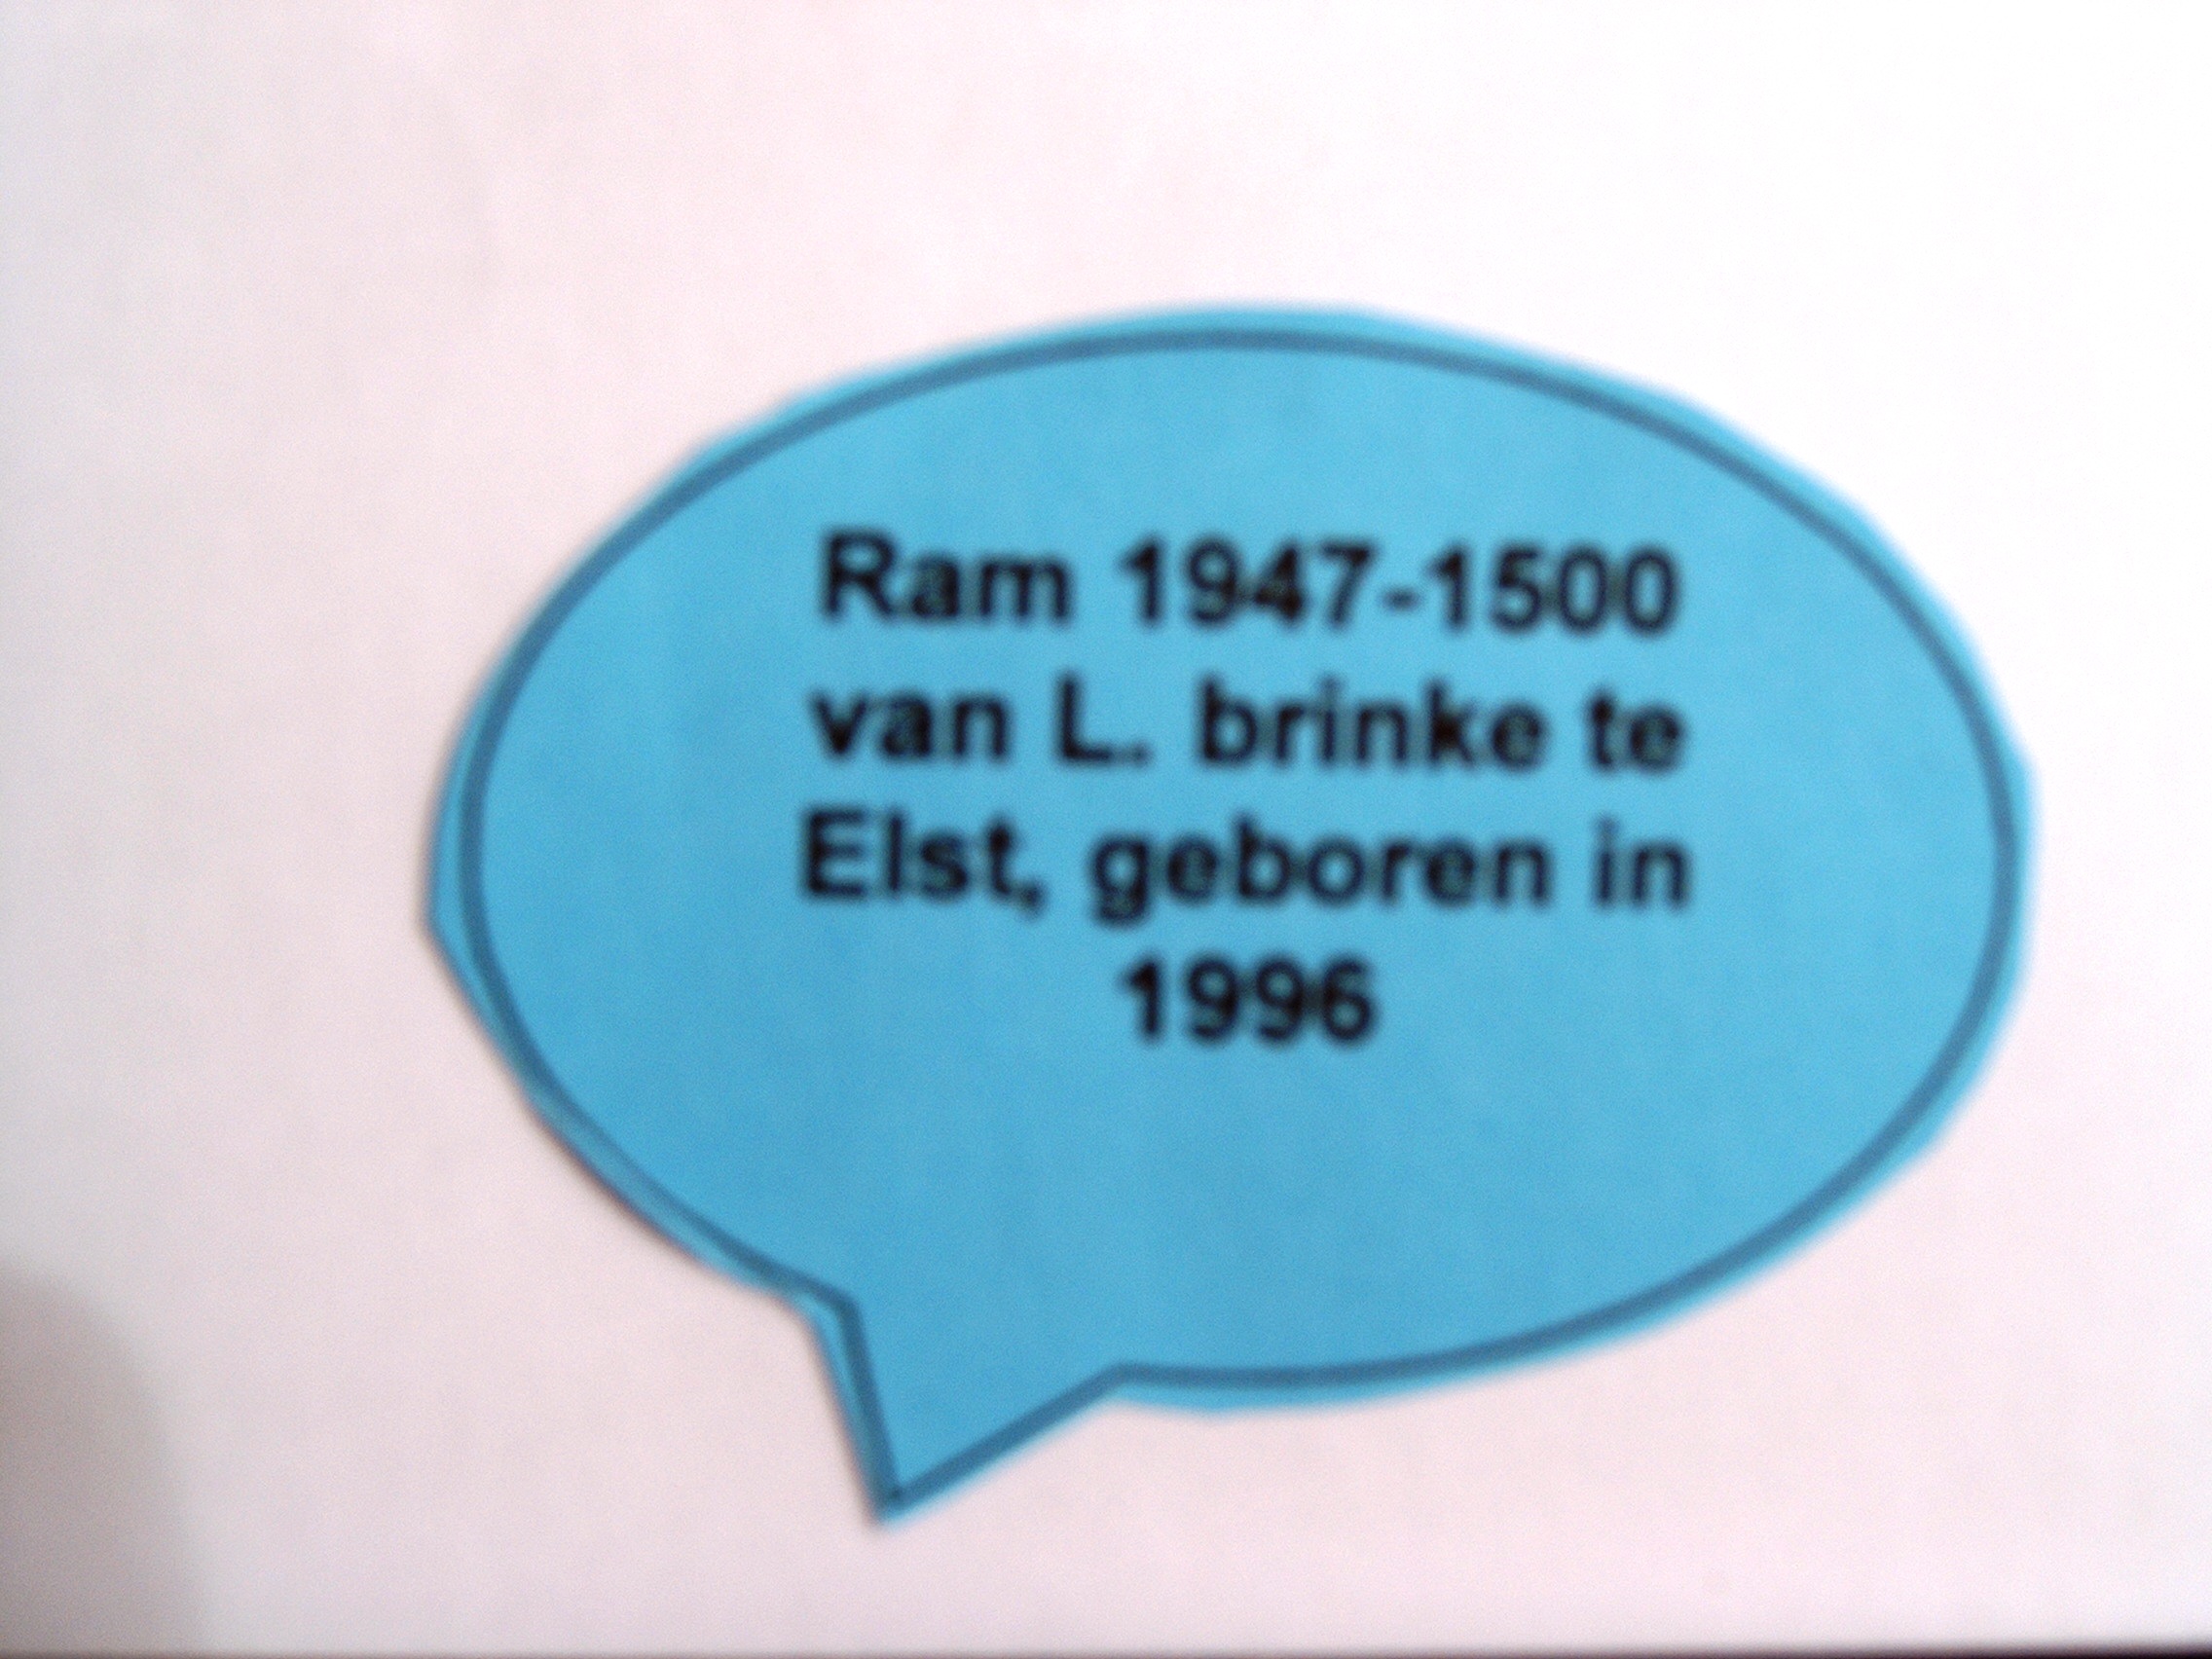 Ram 1947-1500
van L. brinke te
Elst, geboren in
1996